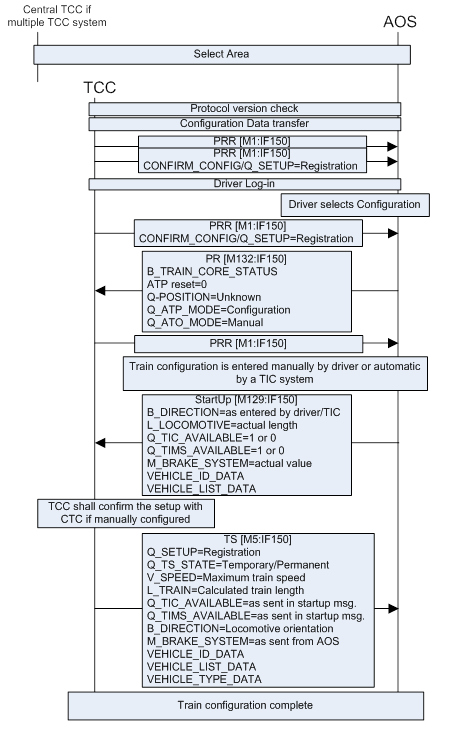 Central TCC if
multiple TCC system
AOS
Select Area
TCC
Protocol version check
Configuration Data transfer
PRR [M1:IF150]
PRR [M1:IF150]
CONFIRM_CONFIG/Q_SETUP=Registration
Driver Log-in
Driver selects Configuration
PRR [M1:IF150]
CONFIRM_CONFIG/Q_SETUP=Registration
PR [M132:IF150]
B_TRAIN_CORE_STATUS
ATP reset=0
Q-POSITION=Unknown
Q_ATP_MODE=Configuration
Q_ATO_MODE=Manual
PRR [M1:IF150]
Train configuration is entered manually by driver or automatic
by a TIC system
StartUp [M129:IF150]
B_DIRECTION=as entered by driver/TIC
L_LOCOMOTIVE=actual length
Q_TIC_AVAILABLE=1 or 0
Q_TIMS_AVAILABLE=1 or 0
M_BRAKE_SYSTEM=actual value
VEHICLE_ID_DATA
VEHICLE_LIST_DATA
TCC shall confirm the setup with
CTC if manually configured
TS [M5:IF150]
Q_SETUP=Registration
Q_TS_STATE=Temporary/Permanent
V_SPEED=Maximum train speed
L_TRAIN=Calculated train length
Q_TIC_AVAILABLE=as sent in startup msg.
Q_TIMS_AVAILABLE=as sent in startup msg.
B_DIRECTION=Locomotive orientation
M_BRAKE_SYSTEM=as sent from AOS
VEHICLE_ID_DATA
VEHICLE_LIST_DATA
VEHICLE_TYPE_DATA
Train configuration complete